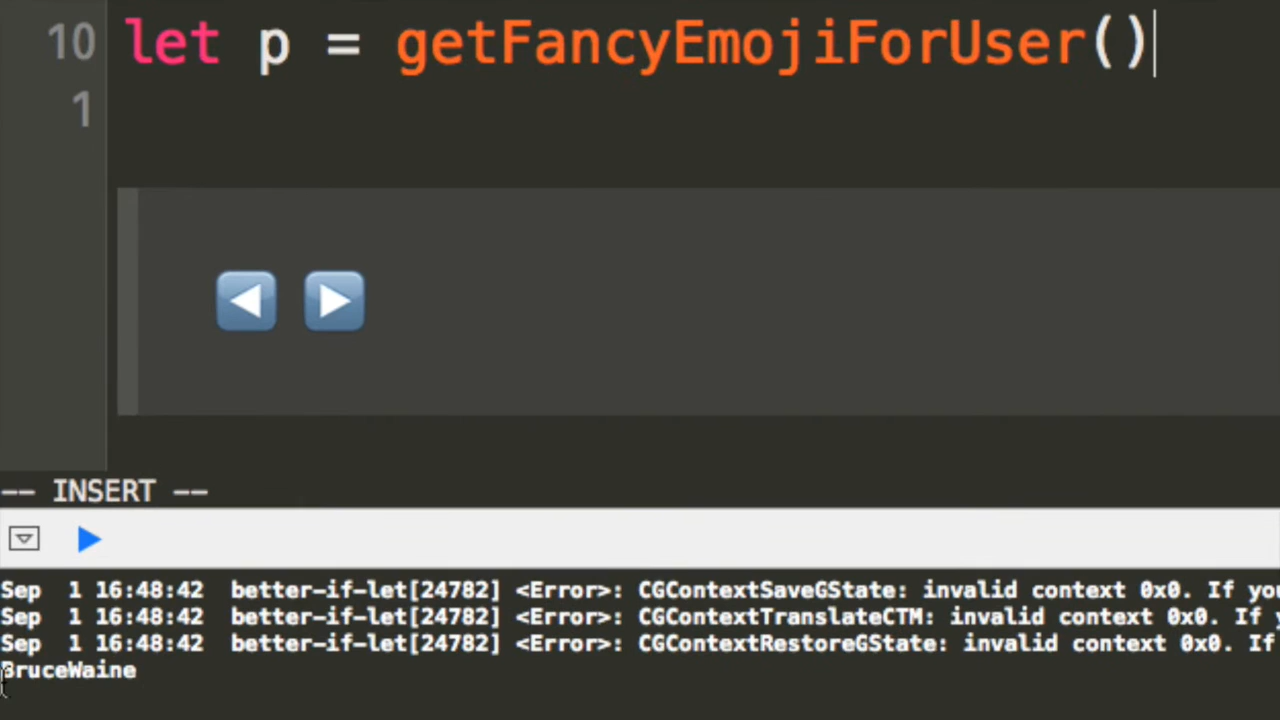 10 let p = getFancyEmojiForUser()
1
◀️ ▶️
-- INSERT --
Sep  1 16:48:42  better-if-let[24782] <Error>: CGContextSaveGState: invalid context 0x0. If you
Sep  1 16:48:42  better-if-let[24782] <Error>: CGContextTranslateCTM: invalid context 0x0. If
Sep  1 16:48:42  better-if-let[24782] <Error>: CGContextRestoreGState: invalid context 0x0. If
BruceWaine